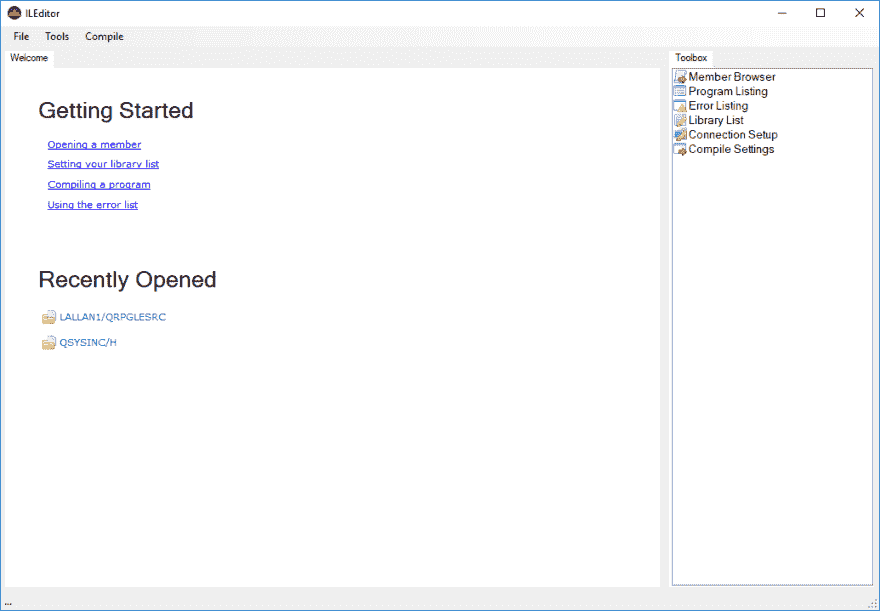 ILEditor
File Tools Compile
Welcome
Getting Started
Opening a member
Setting your library list
Compiling a program
Using the error list
Recently Opened
LALLAN1/QRPGLESRC
QSYSINC/H
Toolbox
Member Browser
Program Listing
Error Listing
Library List
Connection Setup
Compile Settings
...